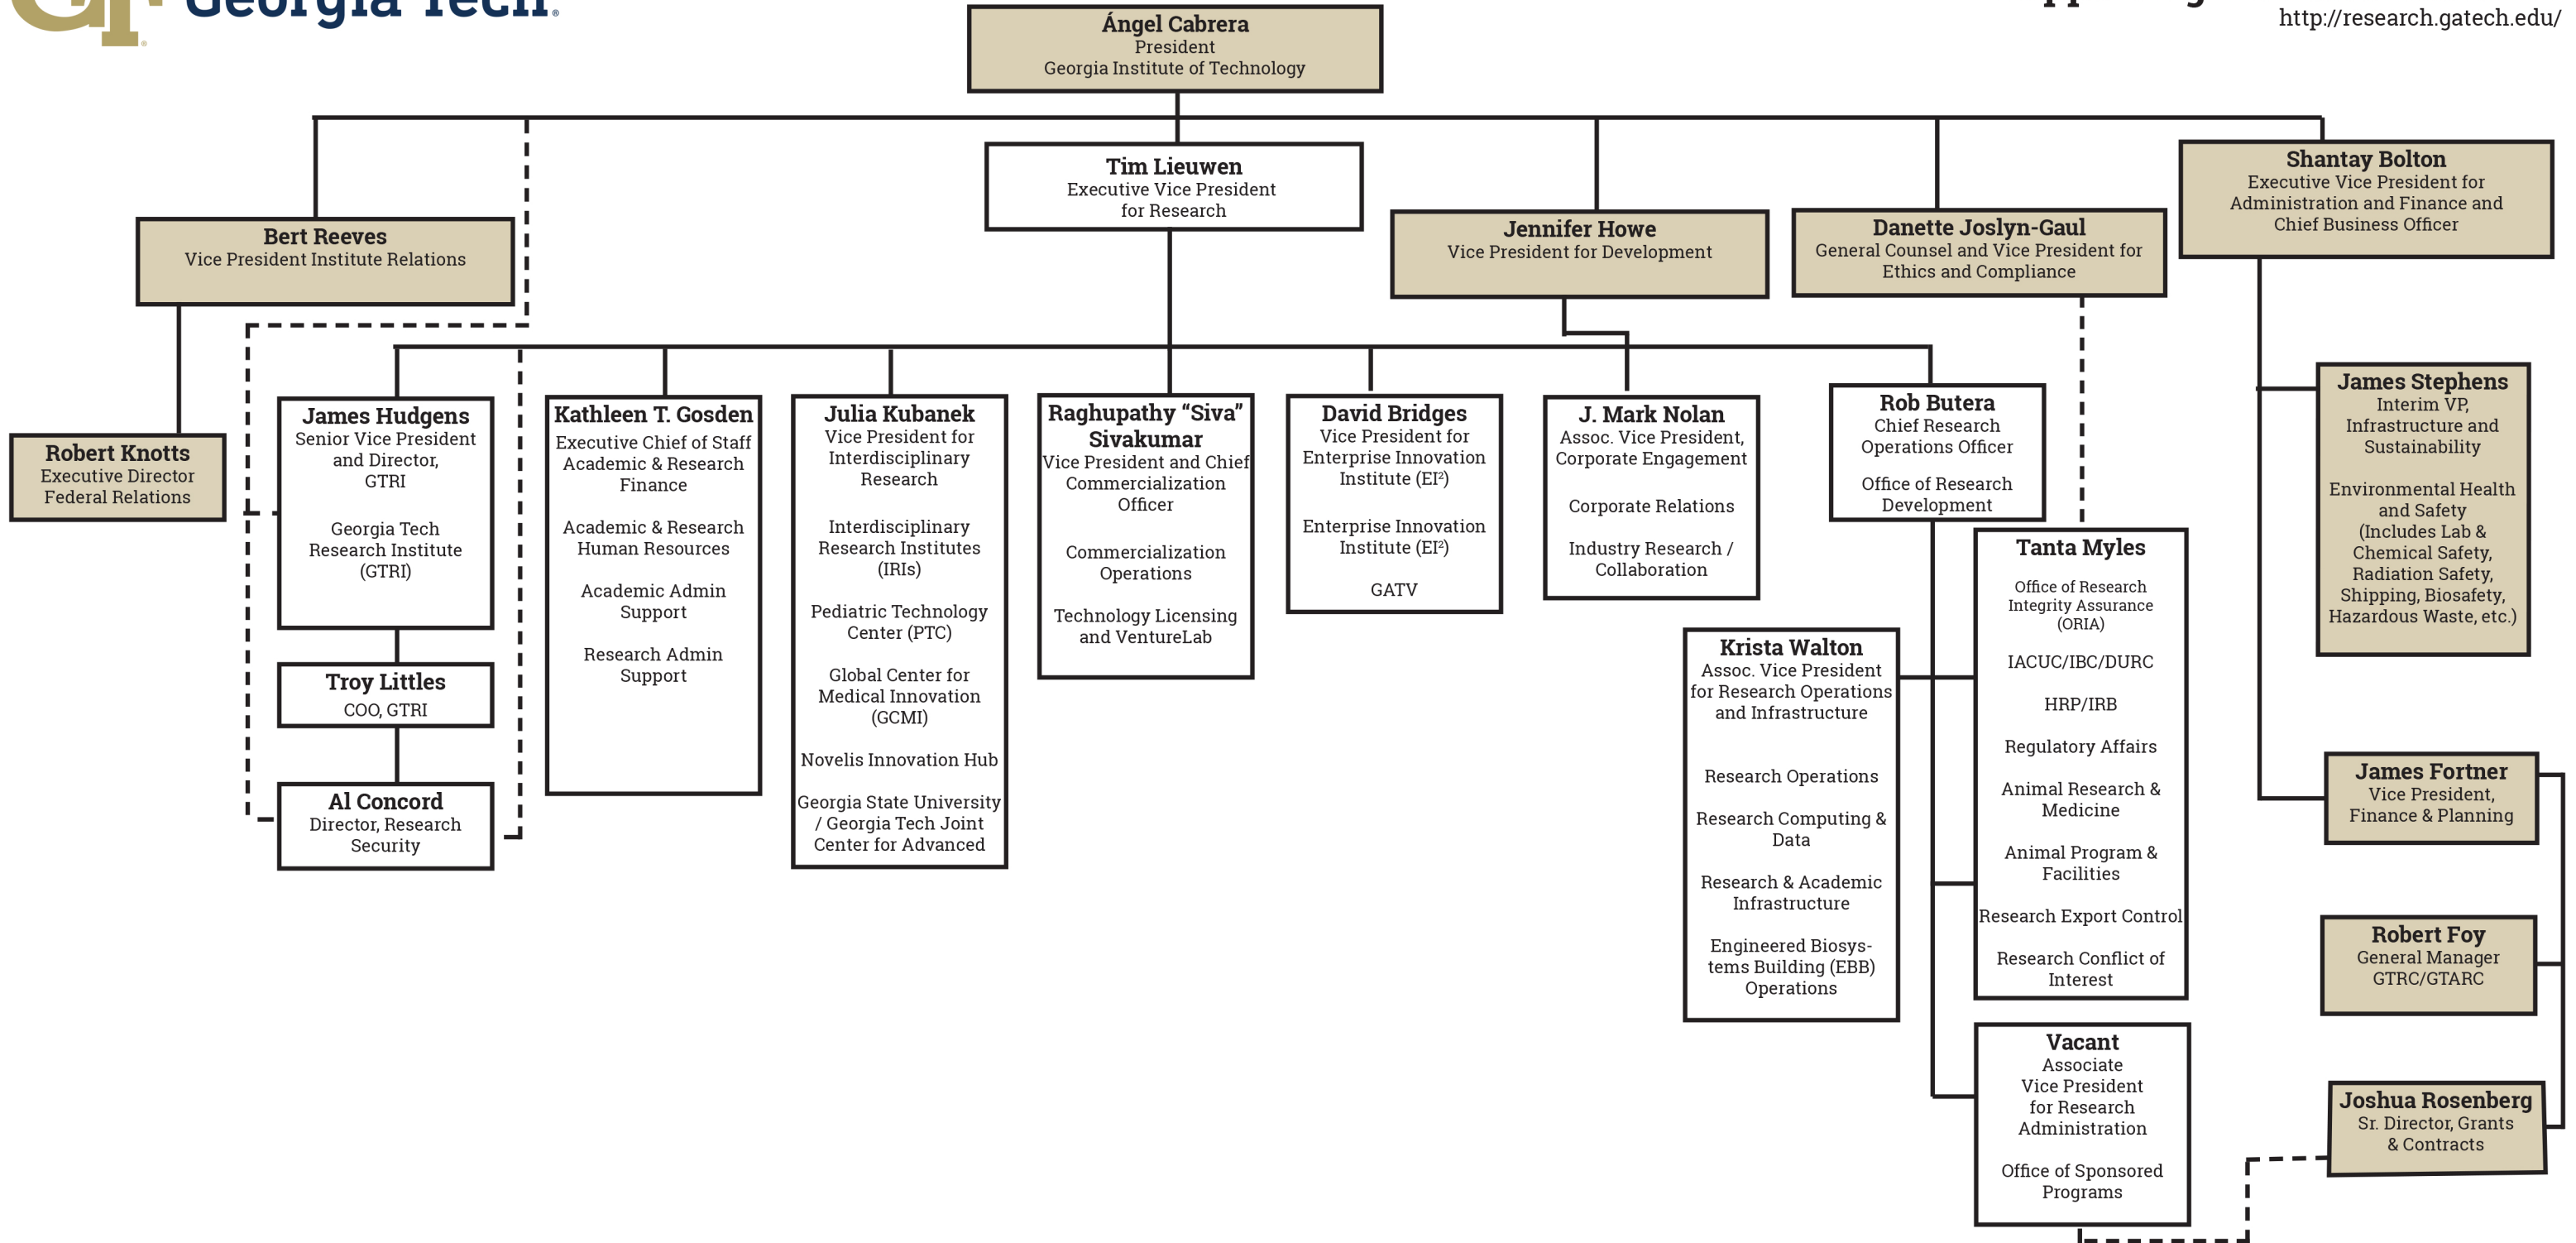 Georgia Tech
http://research.gatech.edu/
Ángel Cabrera
President
Georgia Institute of Technology
Tim Lieuwen
Executive Vice President
for Research
Shantay Bolton
Executive Vice President for
Administration and Finance and
Chief Business Officer
Bert Reeves
Vice President Institute Relations
Jennifer Howe
Vice President for Development
Danette Joslyn-Gaul
General Counsel and Vice President for
Ethics and Compliance
Robert Knotts
Executive Director
Federal Relations
James Hudgens
Senior Vice President
and Director,
GTRI
Georgia Tech
Research Institute
(GTRI)
Troy Littles
COO, GTRI
Al Concord
Director, Research
Security
Kathleen T. Gosden
Executive Chief of Staff
Academic & Research
Finance
Academic & Research
Human Resources
Academic Admin
Support
Research Admin
Support
Julia Kubanek
Vice President for
Interdisciplinary
Research
Interdisciplinary
Research Institutes
(IRIs)
Pediatric Technology
Center (PTC)
Global Center for
Medical Innovation
(GCMI)
Novelis Innovation Hub
Georgia State University
/ Georgia Tech Joint
Center for Advanced
Raghupathy “Siva”
Sivakumar
Vice President and Chief
Commercialization
Officer
Commercialization
Operations
Technology Licensing
and VentureLab
David Bridges
Vice President for
Enterprise Innovation
Institute (EI²)
Enterprise Innovation
Institute (EI²)
GATV
J. Mark Nolan
Assoc. Vice President,
Corporate Engagement
Corporate Relations
Industry Research /
Collaboration
Rob Butera
Chief Research
Operations Officer
Office of Research
Development
Krista Walton
Assoc. Vice President
for Research Operations
and Infrastructure
Research Operations
Research Computing &
Data
Research & Academic
Infrastructure
Engineered Biosys-
tems Building (EBB)
Operations
Tanta Myles
Office of Research
Integrity Assurance
(ORIA)
IACUC/IBC/DURC
HRP/IRB
Regulatory Affairs
Animal Research &
Medicine
Animal Program &
Facilities
Research Export Control
Research Conflict of
Interest
Vacant
Associate
Vice President
for Research
Administration
Office of Sponsored
Programs
James Stephens
Interim VP,
Infrastructure and
Sustainability
Environmental Health
and Safety
(Includes Lab &
Chemical Safety,
Radiation Safety,
Shipping, Biosafety,
Hazardous Waste, etc.)
James Fortner
Vice President,
Finance & Planning
Robert Foy
General Manager
GTRC/GTARC
Joshua Rosenberg
Sr. Director, Grants
& Contracts